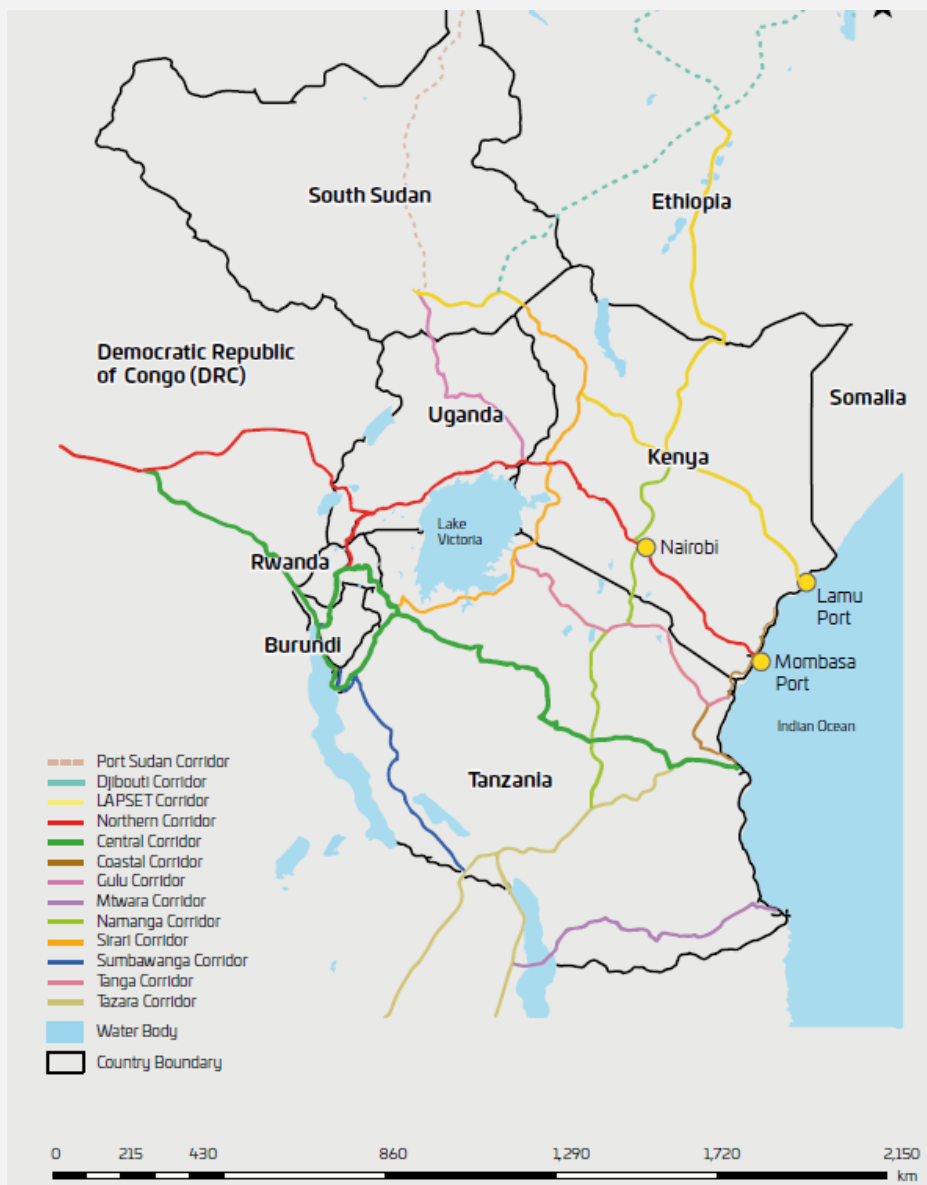 South Sudan
Ethiopia
Democratic Republic
of Congo (DRC)
Somalia
Uganda
Kenya
Lake
Victoria
Nairobi
Rwanda
Lamu
Port
Burundi
Mombasa
Port
Indian Ocean
Tanzania
Port Sudan Corridor
Djibouti Corridor
LAPSET Corridor
Northern Corridor
Central Corridor
Coastal Corridor
Gulu Corridor
Mtwara Corridor
Namanga Corridor
Sirari Corridor
Sumbawanga Corridor
Tanga Corridor
Tazara Corridor
Water Body
Country Boundary
0 215 430 860 1,290 1,720 2,150
km